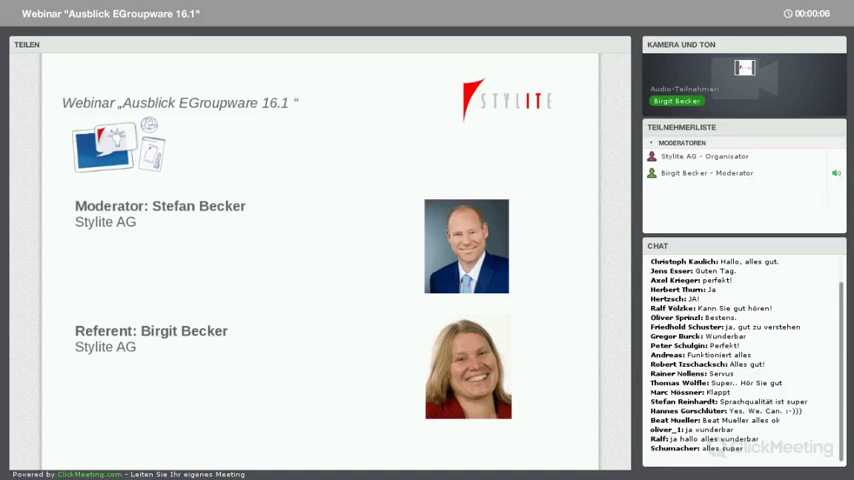 Webinar "Ausblick EGroupware 16.1"
00:00:06
TEILEN
Webinar „Ausblick EGroupware 16.1 “
STYLITE
Moderator: Stefan Becker
Stylite AG
Referent: Birgit Becker
Stylite AG
KAMERA UND TON
Audio-Teilnehmer:
Birgit Becker
TEILNEHMERLISTE
MODERATOREN
Stylite AG - Organisator
Birgit Becker - Moderator
CHAT
Christoph Kaulich: Hallo, alles gut.
Jens Esser: Guten Tag.
Axel Krieger: perfekt!
Herbert Thurn: Ja
Hertzsch: JA!
Ralf Völzke: Kann Sie gut hören!
Oliver Sprinzl: Bestens.
Friedhold Schuster: ja, gut zu verstehen
Gregor Burck: Wunderbar
Peter Schulgin: Perfekt!
Andreas: Funktioniert alles
Robert Tzschacksch: Alles gut!
Rainer Nollens: Servus
Thomas Wölfle: Super.. Hör Sie gut
Marc Mössner: Klappt
Stefan Reinhardt: Sprachqualität ist super
Hannes Gorschlüter: Yes. We. Can. :-)))
Beat Mueller: Beat Mueller alles ok
oliver_1: ja wunderbar
Ralf: ja hallo alles wunderbar
Schumacher: alles super
ClickMeeting
Powered by ClickMeeting.com - Leiten Sie Ihr eigenes Meeting